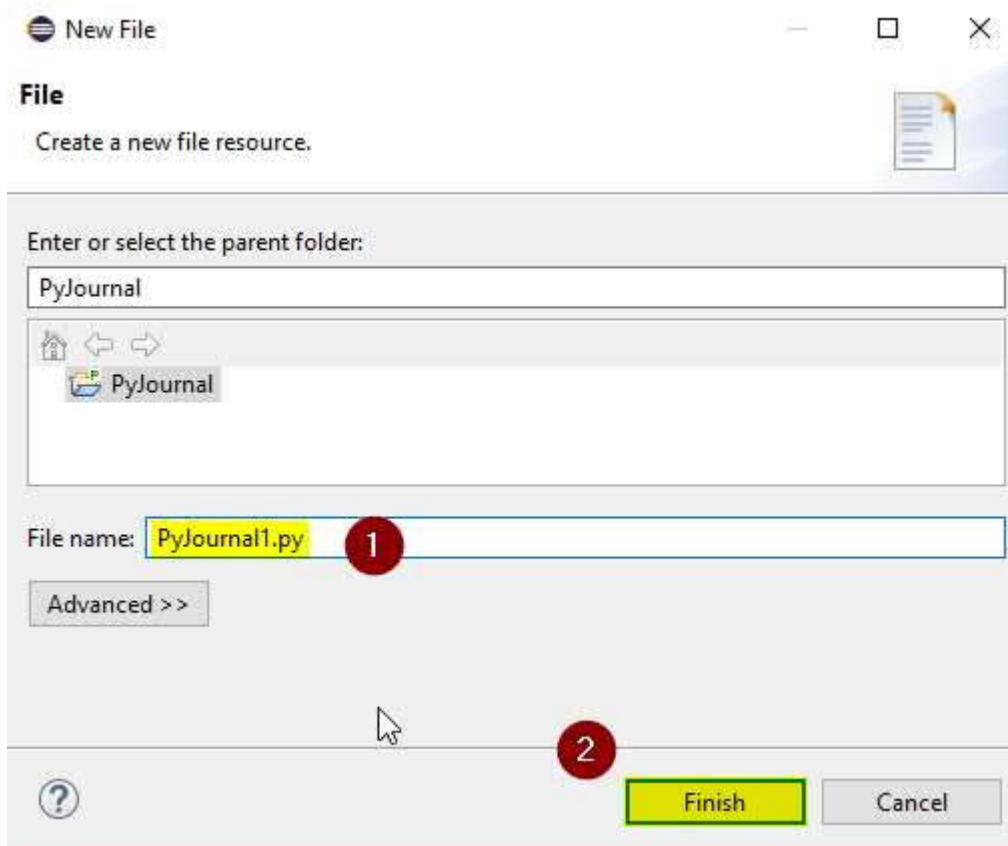 New File
File
Create a new file resource.
Enter or select the parent folder:
PyJournal
PyJournal
File name: PyJournal1.py 1
Advanced >>
2
? Finish Cancel